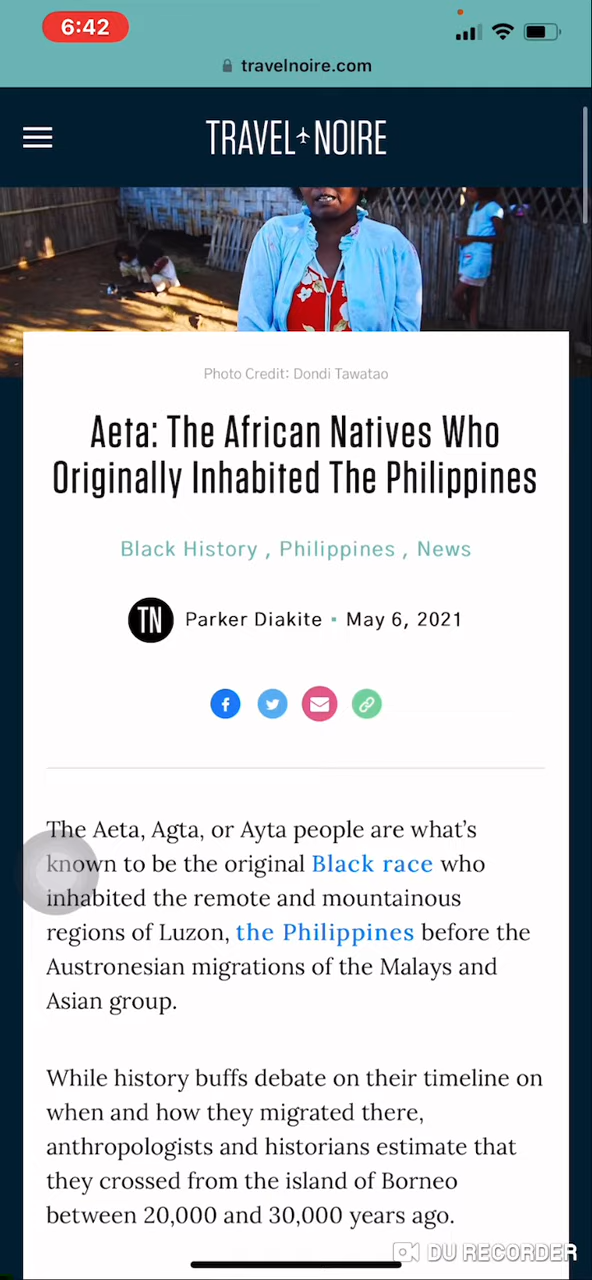 6:42
travelnoire.com
TRAVEL NOIRE
Photo Credit: Dondi Tawatao
Aeta: The African Natives Who
Originally Inhabited The Philippines
Black History , Philippines , News
TN Parker Diakite • May 6, 2021
The Aeta, Agta, or Ayta people are what’s
known to be the original Black race who
inhabited the remote and mountainous
regions of Luzon, the Philippines before the
Austronesian migrations of the Malays and
Asian group.
While history buffs debate on their timeline on
when and how they migrated there,
anthropologists and historians estimate that
they crossed from the island of Borneo
between 20,000 and 30,000 years ago.
DU RECORDER